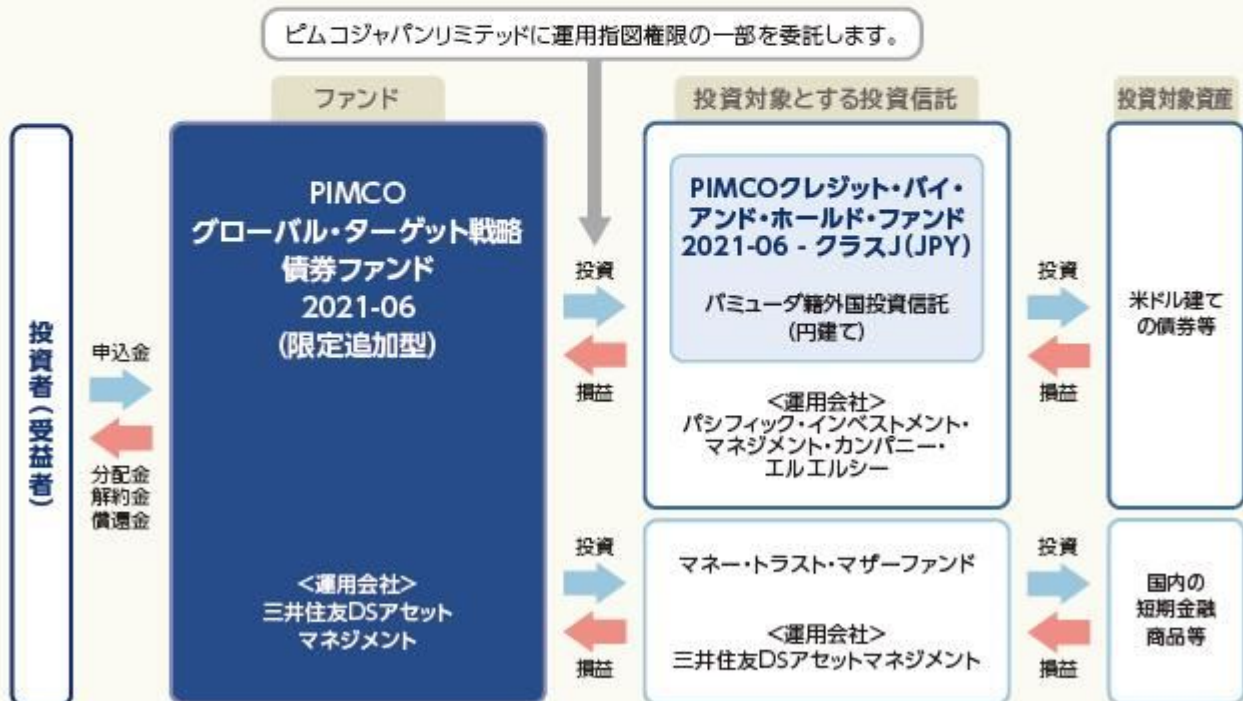 ピムコジャパンリミテッドに運用指図権限の一部を委託します。
ファンド
投資対象とする投資信託
投資対象資産
投資者(受益者)
申込金
分配金
解約金
償還金
PIMCO
グローバル・ターゲット戦略
債券ファンド
2021-06
(限定追加型)
<運用会社>
三井住友DSアセット
マネジメント
投資
損益
PIMCOクレジット・バイ・
アンド・ホールド・ファンド
2021-06 - クラスJ(JPY)
バミューダ籍外国投資信託
(円建て)
<運用会社>
パシフィック・インベストメント・
マネジメント・カンパニー・
エルエルシー
投資
損益
米ドル建て
の債券等
投資
損益
マネー・トラスト・マザーファンド
<運用会社>
三井住友DSアセットマネジメント
投資
損益
国内の
短期金融
商品等